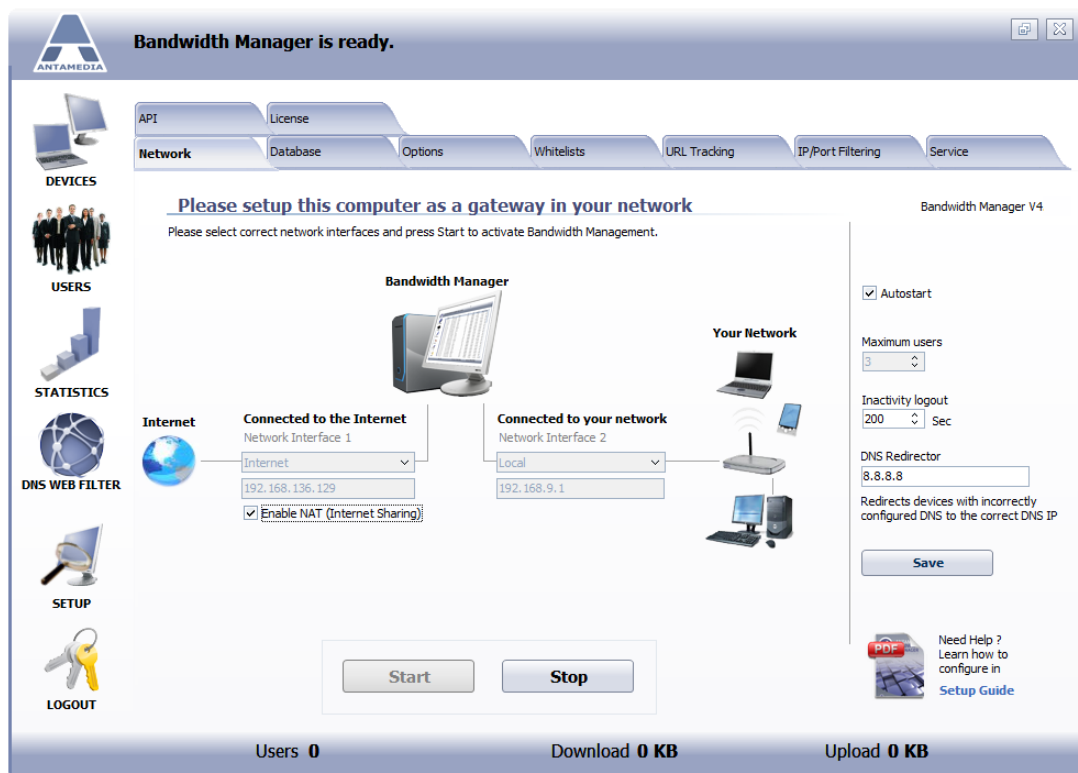 Bandwidth Manager is ready.
ANTAMEDIA
API
License
Network
Database
Options
Whitelists
URL Tracking
IP/Port Filtering
Service
DEVICES
USERS
STATISTICS
DNS WEB FILTER
SETUP
LOGOUT
Please setup this computer as a gateway in your network
Bandwidth Manager V4
Please select correct network interfaces and press Start to activate Bandwidth Management.
Bandwidth Manager
Your Network
Internet
Connected to the Internet
Network Interface 1
Internet
192.168.136.129
Enable NAT (Internet Sharing)
Connected to your network
Network Interface 2
Local
192.168.9.1
Autostart
Maximum users
3
Inactivity logout
200 Sec
DNS Redirector
8.8.8.8
Redirects devices with incorrectly
configured DNS to the correct DNS IP
Save
PDF
Need Help ?
Learn how to
configure in
Setup Guide
Start
Stop
Users 0
Download 0 KB
Upload 0 KB